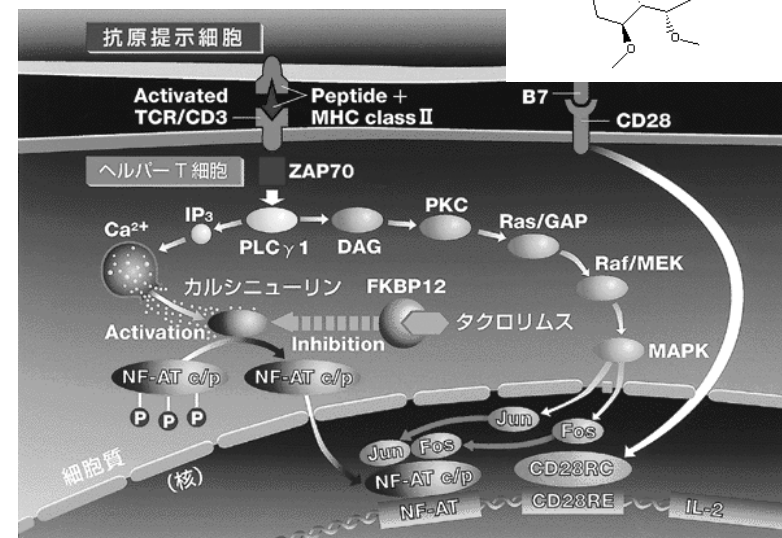 抗原提示細胞
Activated
TCR/CD3
Peptide +
MHC class II
B7
CD28
O
O
ヘルパーT細胞
ZAP70
Ca²⁺
IP₃
PLCγ1
DAG
PKC
Ras/GAP
Raf/MEK
MAPK
カルシニューリン
FKBP12
タクロリムス
Activation
Inhibition
NF-AT c/p
NF-AT c/p
P
P
P
Jun
Fos
Jun
Fos
NF-AT c/p
CD28RC
細胞質
(核)
NF-AT
CD28RE
IL-2